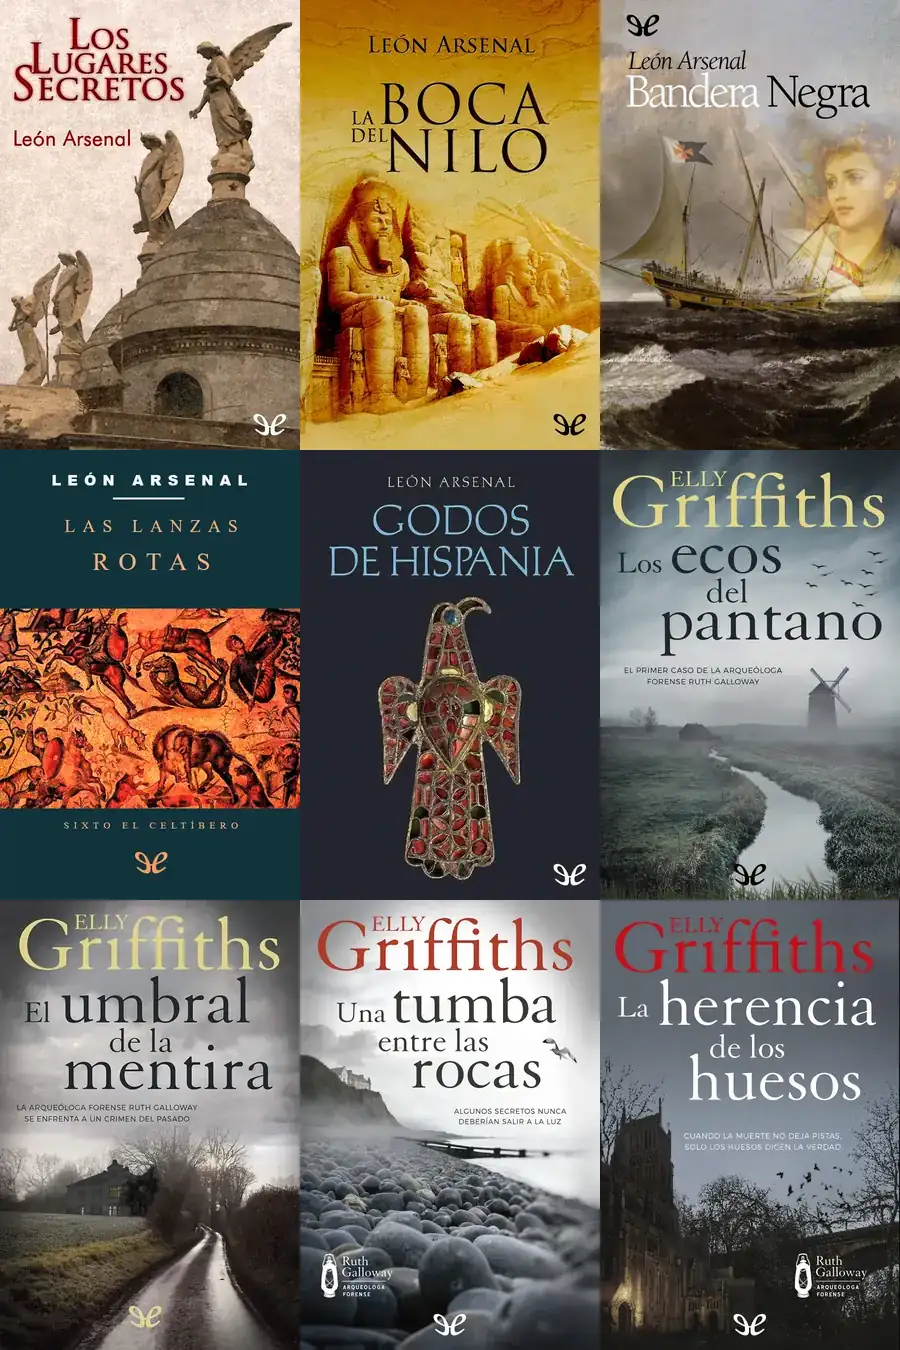 LOS
LUGARES
SECRETOS
León Arsenal
LEÓN ARSENAL
LA BOCA
DEL NILO
León Arsenal
Bandera Negra
LEÓN ARSENAL
LAS LANZAS
ROTAS
SIXTO EL CELTÍBERO
LEÓN ARSENAL
GODOS
DE HISPANIA
ELLY
Griffiths
Los ecos
del
pantano
EL PRIMER CASO DE LA ARQUEÓLOGA
FORENSE RUTH GALLOWAY
ELLY
Griffiths
El umbral
de la
mentira
LA ARQUEÓLOGA FORENSE RUTH GALLOWAY
SE ENFRENTA A UN CRIMEN DEL PASADO
ELLY
Griffiths
Una tumba
entre las
rocas
ALGUNOS SECRETOS NUNCA
DEBERÍAN SALIR A LA LUZ
Ruth
Galloway
ARQUEÓLOGA
FORENSE
ELLY
Griffiths
La herencia
de los
huesos
CUANDO LA MUERTE NO DEJA PISTAS,
SOLO LOS HUESOS DICEN LA VERDAD
Ruth
Galloway
ARQUEÓLOGA
FORENSE